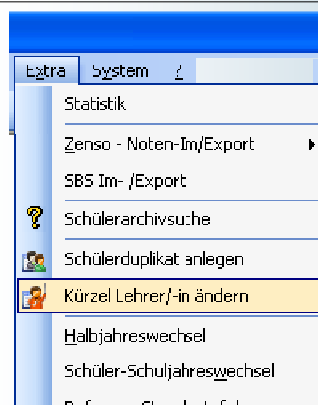 Extra System ?
Statistik
Zenso - Noten-Im/Export
SBS Im- /Export
Schülerarchivsuche
Schülerduplikat anlegen
Kürzel Lehrer/-in ändern
Halbjahreswechsel
Schüler-Schuljahreswechsel